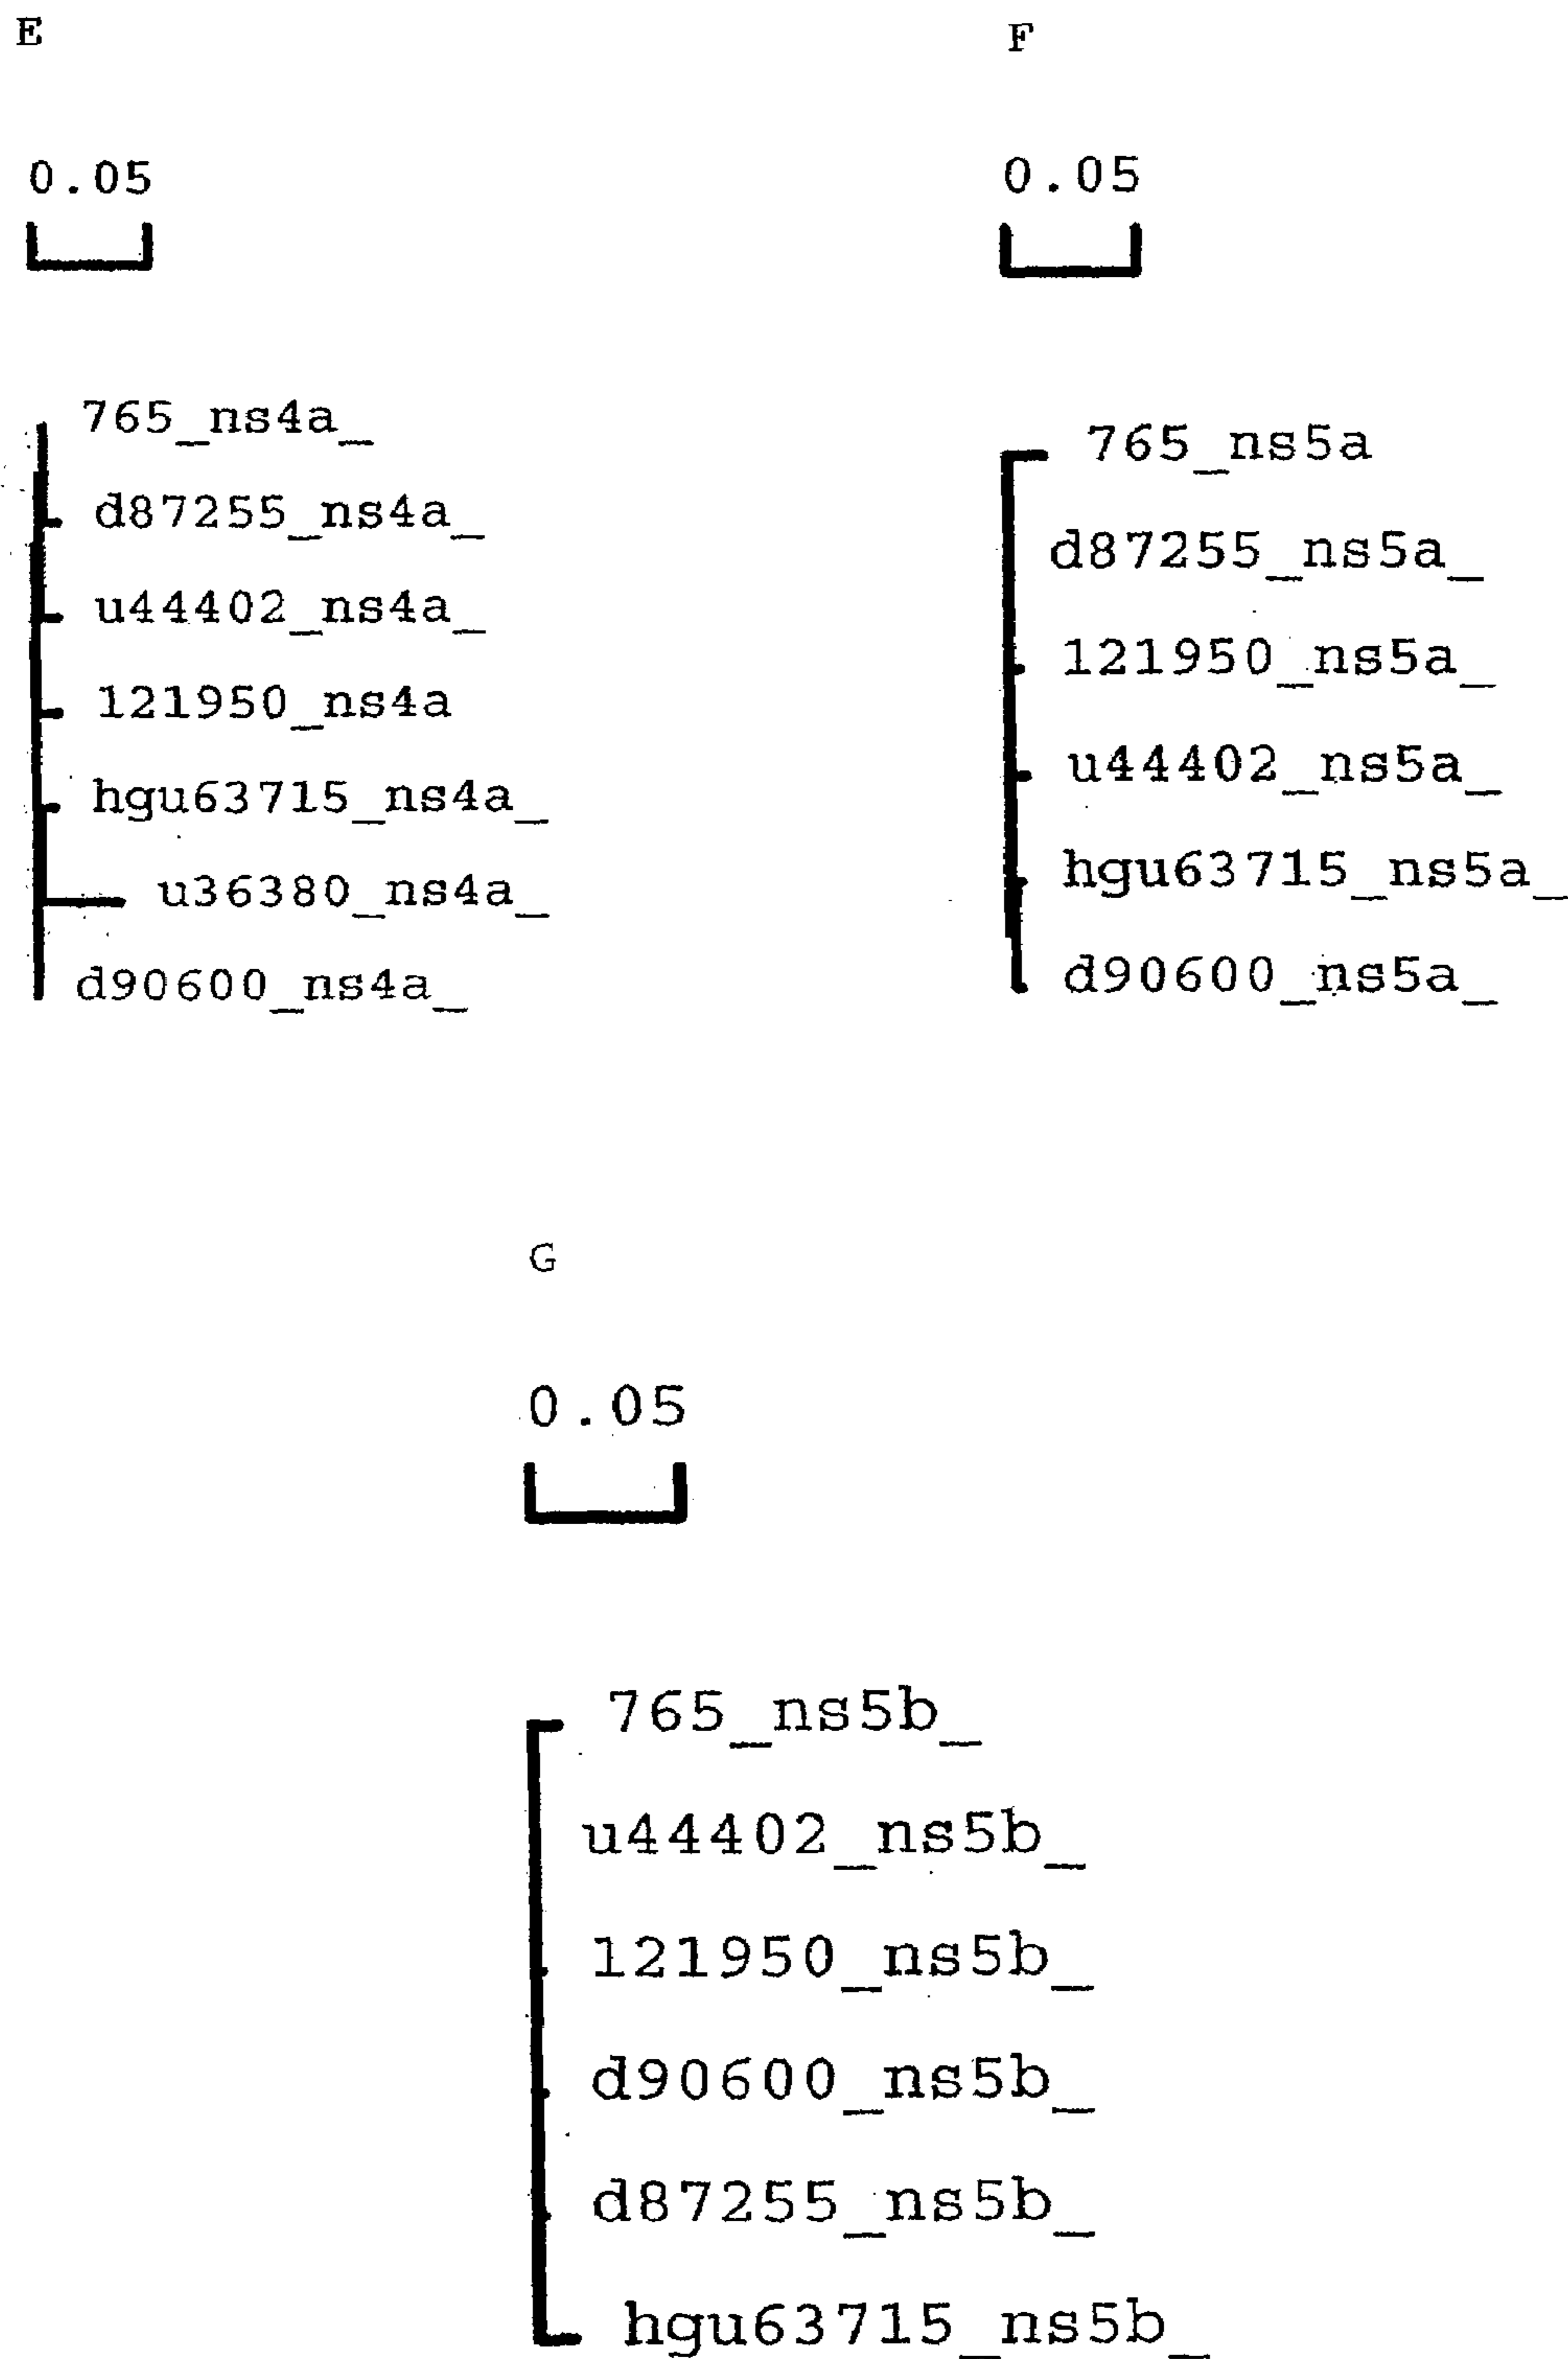 E
0.05
765_ns4a_
d87255_ns4a_
u44402_ns4a_
121950_ns4a
hgu63715_ns4a_
u36380_ns4a_
d90600_ns4a_
F
0.05
765_ns5a
d87255_ns5a_
121950_ns5a_
u44402_ns5a_
hgu63715_ns5a_
d90600_ns5a_
G
0.05
765_ns5b_
u44402_ns5b_
121950_ns5b_
d90600_ns5b_
d87255_ns5b_
hgu63715_ns5b_